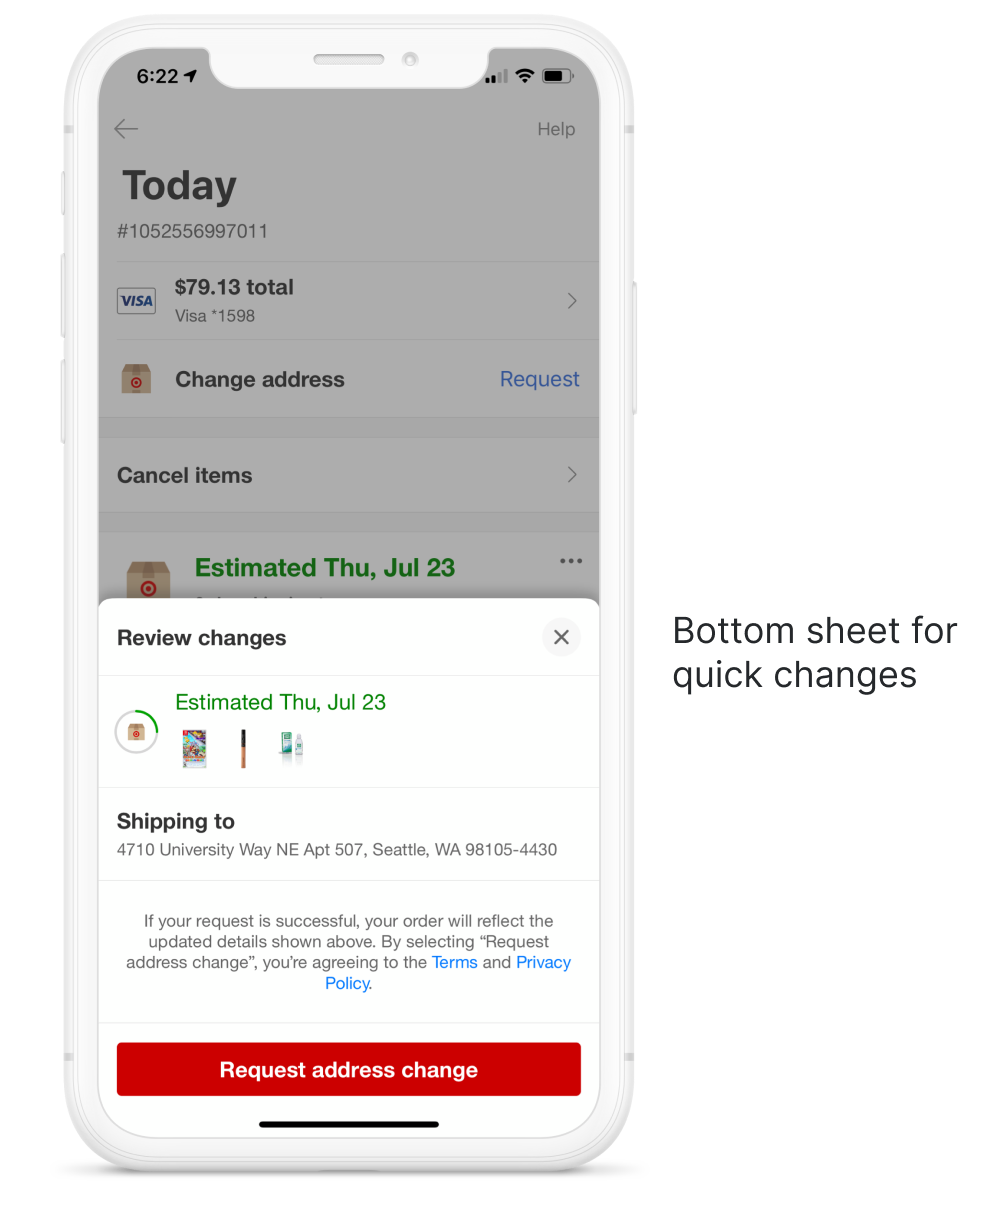 6:22
Help
Today
#1052556997011
VISA
$79.13 total
Visa *1598
Change address
Request
Cancel items
Estimated Thu, Jul 23
Review changes
Estimated Thu, Jul 23
Shipping to
4710 University Way NE Apt 507, Seattle, WA 98105-4430
If your request is successful, your order will reflect the
updated details shown above. By selecting “Request
address change”, you’re agreeing to the Terms and Privacy
Policy.
Request address change
Bottom sheet for
quick changes